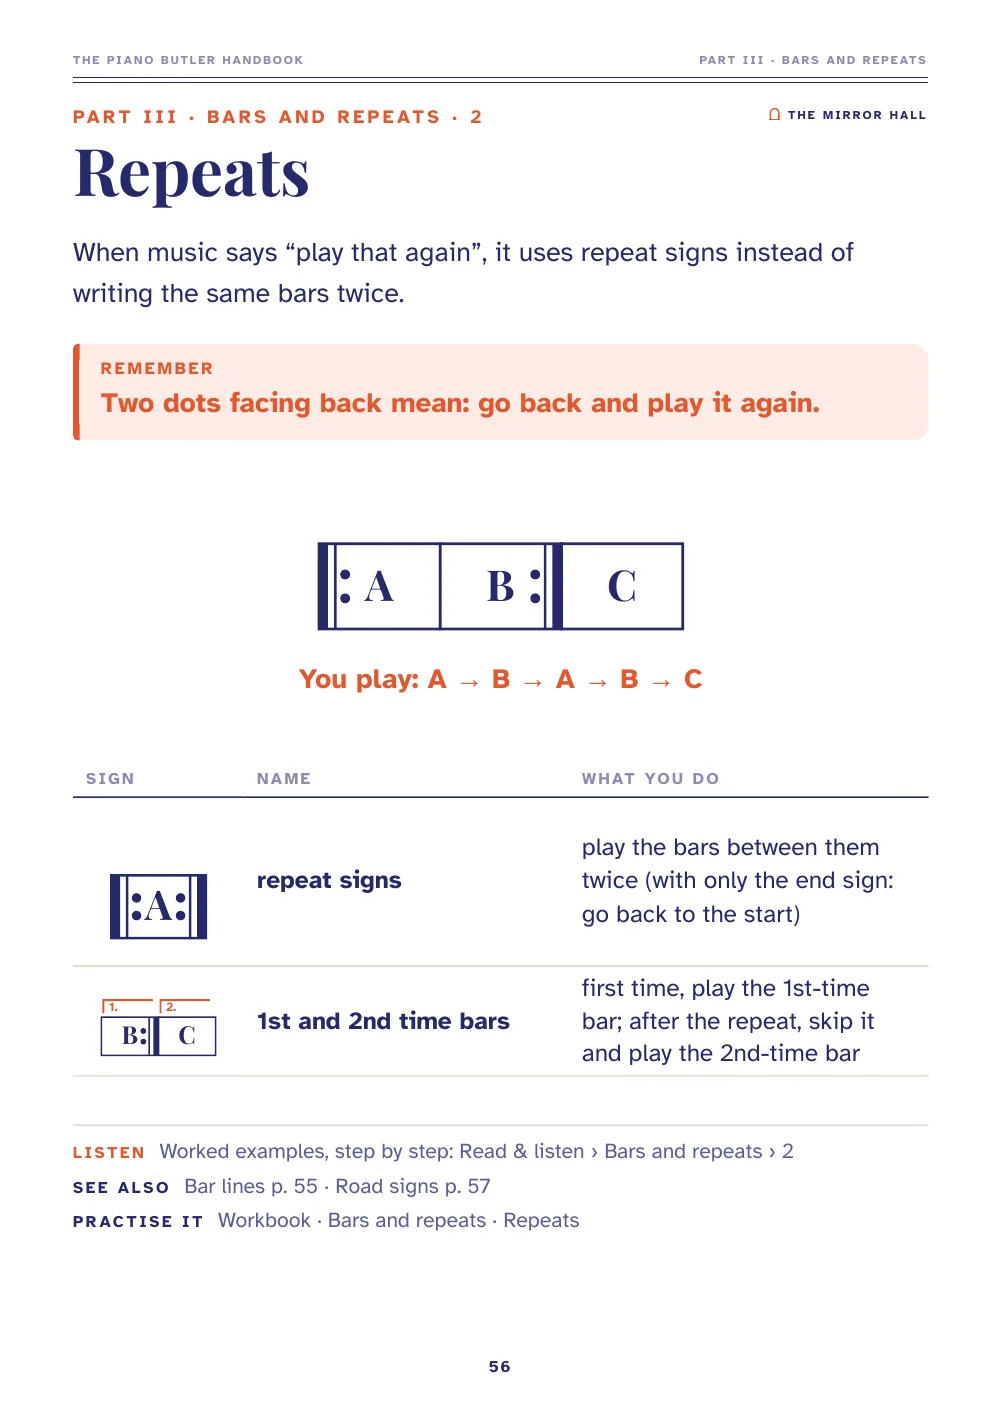 THE PIANO BUTLER HANDBOOK
PART III · BARS AND REPEATS
PART III · BARS AND REPEATS · 2
THE MIRROR HALL
Repeats
When music says “play that again”, it uses repeat signs instead of
writing the same bars twice.
REMEMBER
Two dots facing back mean: go back and play it again.
A B C
You play: A → B → A → B → C
SIGN NAME WHAT YOU DO
A
repeat signs
play the bars between them
twice (with only the end sign:
go back to the start)
1. 2.
B C
1st and 2nd time bars
first time, play the 1st-time
bar; after the repeat, skip it
and play the 2nd-time bar
LISTEN Worked examples, step by step: Read & listen › Bars and repeats › 2
SEE ALSO Bar lines p. 55 · Road signs p. 57
PRACTISE IT Workbook · Bars and repeats · Repeats
56